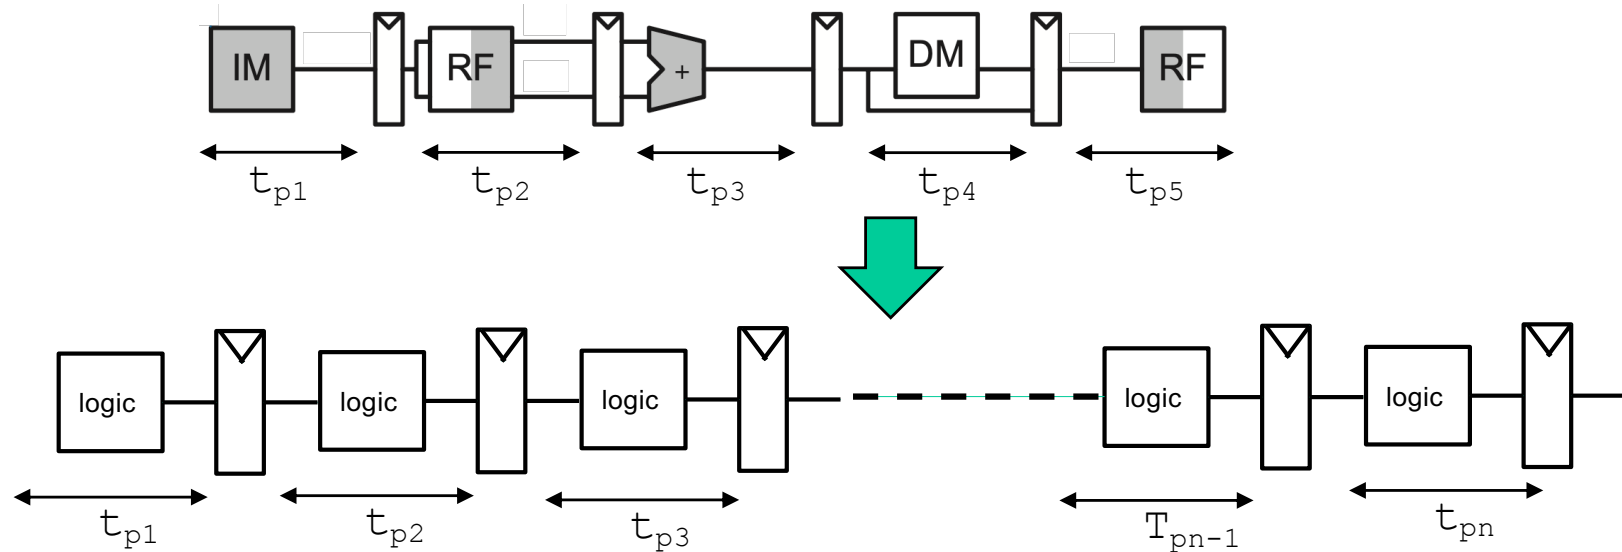 IM RF + DM RF
tp1 tp2 tp3 tp4 tp5
logic logic logic logic logic
tp1 tp2 tp3 Tpn-1 tpn